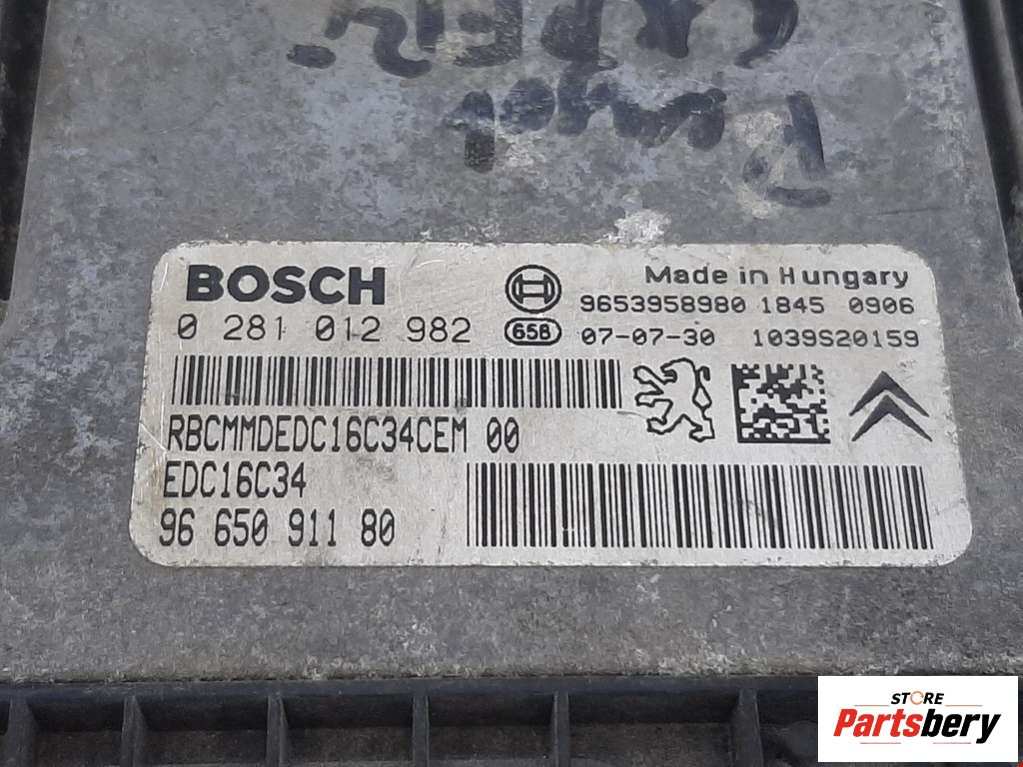 BOSCH
Made in Hungary
9653958980 1845 0906
0 281 012 982
65B
07-07-30 1039S20159
RBCMMDEDC16C34CEM 00
EDC16C34
96 650 911 80
STORE
Partsbery